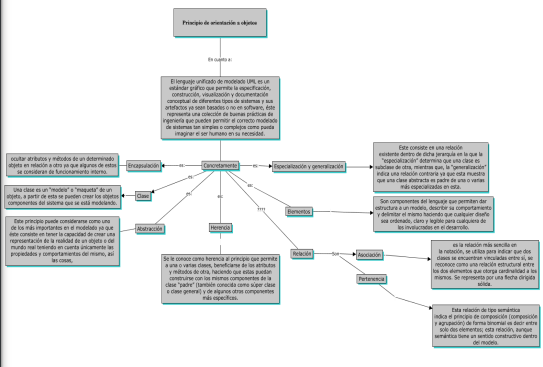 Principio de orientación a objetos
En cuanto a:
El lenguaje unificado de modelado UML es un
estándar gráfico que permite la especificación,
construcción, visualización y documentación
conceptual de diferentes tipos de sistemas y sus
artefactos ya sean basados o no en software, éste
representa una colección de buenas prácticas de
ingeniería que pueden permitir el correcto modelado
de sistemas tan simples o complejos como pueda
imaginar el ser humano en su necesidad.
ocultar atributos y métodos de un determinado
objeto en relación a otro ya que algunos de estos
se consideran de funcionamiento interno.
Encapsulación
es:
Concretamente
es:
Especialización y generalización
Este consiste en una relación
existente dentro de dicha jerarquía en la que la
"especialización" determina que una clase es
subclase de otra, mientras que, la "generalización"
indica una relación contraria ya que esta muestra
que una clase abstracta es padre de una o varias
más especializadas en esta.
Una clase es un "modelo" o "maqueta" de un
objeto, a partir de esta se pueden crear los objetos
componentes del sistema que se está modelando.
Clase
es:
Elementos
Son componentes del lenguaje que permiten dar
estructura a un modelo, describir su comportamiento
y delimitar el mismo haciendo que cualquier diseño
sea ordenado, claro y legible para cualquiera de
los involucrados en el desarrollo.
Este principio puede considerarse como uno
de los más importantes en el modelado ya que
éste consiste en tener la capacidad de crear una
representación de la realidad de un objeto o del
mundo real teniendo en cuenta únicamente las
propiedades y comportamientos del mismo, así
las cosas,
Abstracción
Herencia
????
Relación
Son
Asociación
es la relación más sencilla en
la notación, se utiliza para indicar que dos
clases se encuentran vinculadas entre sí, se
reconoce como una relación estructural entre
los dos elementos que otorga cardinalidad a los
mismos. Se representa por una flecha dirigida
sólida.
Se le conoce como herencia al principio que permite
a una o varias clases, beneficiarse de los atributos
y métodos de otra, haciendo que estas puedan
construirse con los mismos componentes de la
clase "padre" (también conocida como súper clase
o clase general) y de algunos otros componentes
más específicos.
Pertenencia
Esta relación de tipo semántica
indica el principio de composición (composición
y agrupación) de forma binomial es decir entre
solo dos elementos; esta relación, aunque
semántica tiene un sentido constructivo dentro
del modelo.